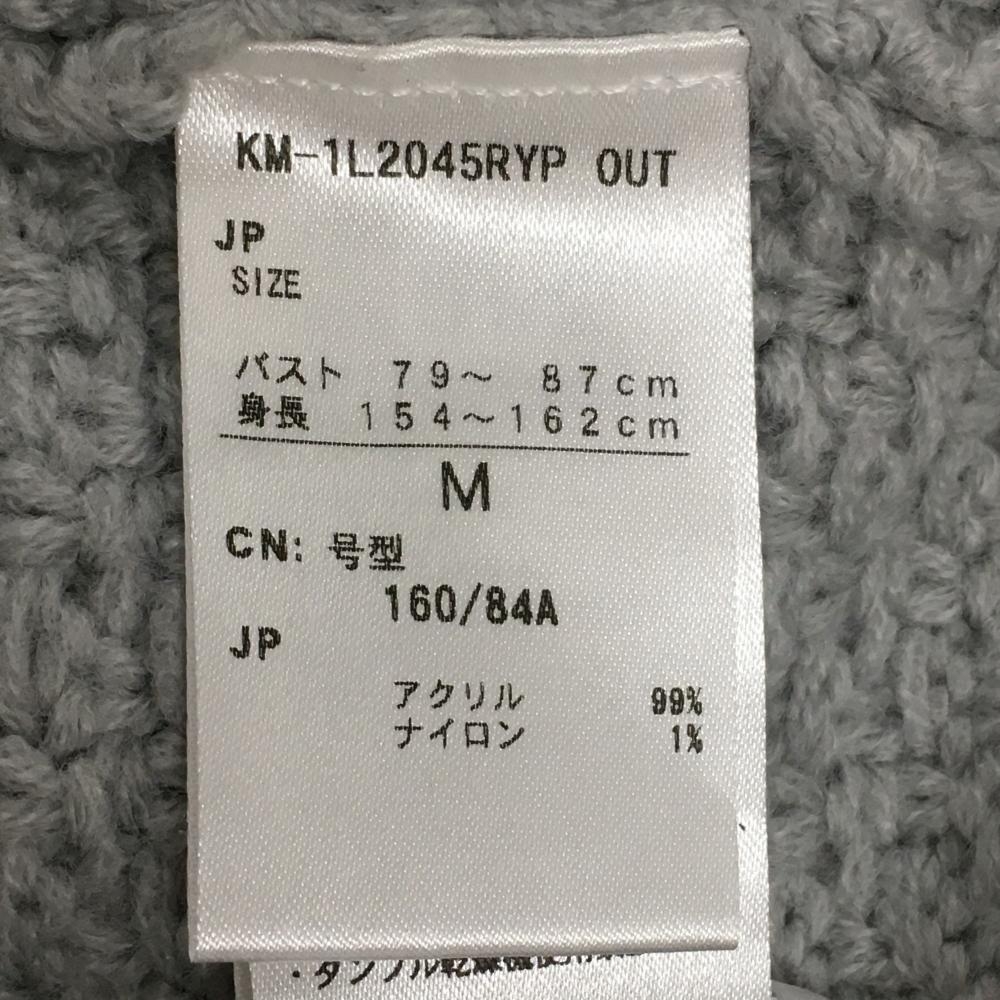 KM-1L2045RYP OUT
JP
SIZE
バスト 79～ 87cm
身長 154～162cm
M
CN: 号型
160/84A
JP
アクリル 99%
ナイロン 1%